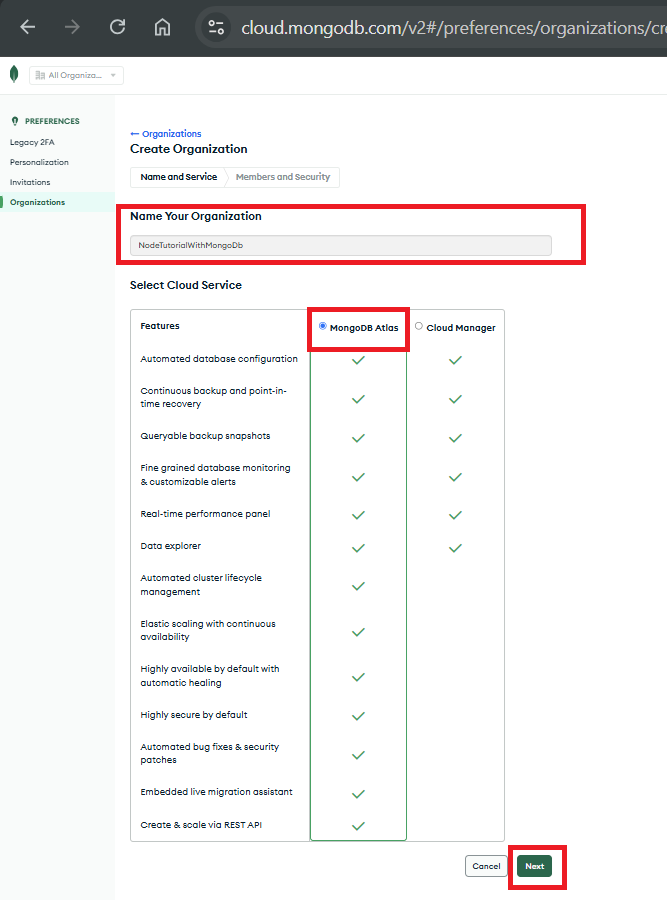 cloud.mongodb.com/v2#/preferences/organizations/cre
All Organiza...
PREFERENCES
Legacy 2FA
Personalization
Invitations
Organizations
← Organizations
Create Organization
Name and Service
Members and Security
Name Your Organization
NodeTutorialWithMongoDb
Select Cloud Service
Features
MongoDB Atlas
Cloud Manager
Automated database configuration
Continuous backup and point-in-
time recovery
Queryable backup snapshots
Fine grained database monitoring
& customizable alerts
Real-time performance panel
Data explorer
Automated cluster lifecycle
management
Elastic scaling with continuous
availability
Highly available by default with
automatic healing
Highly secure by default
Automated bug fixes & security
patches
Embedded live migration assistant
Create & scale via REST API
Cancel
Next